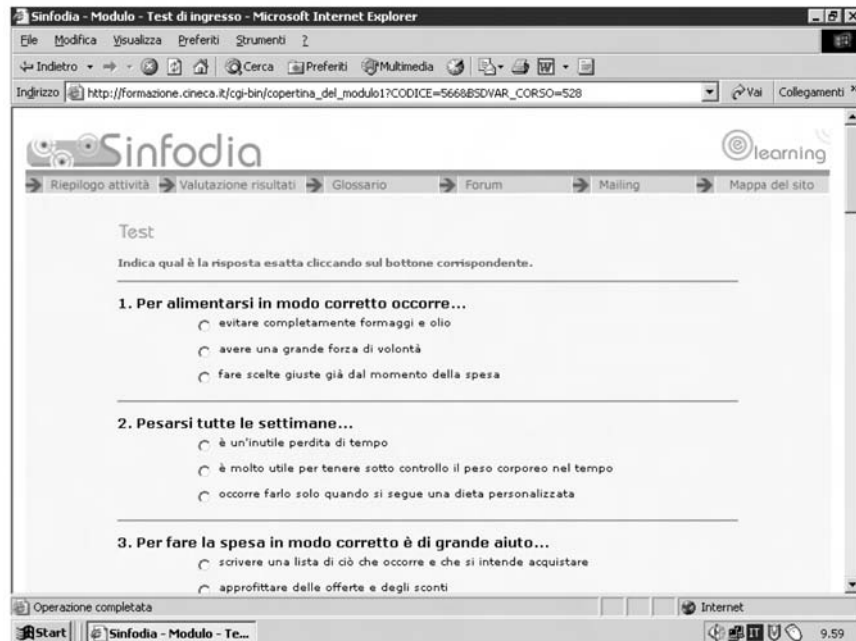 Sinfodia - Modulo - Test di ingresso - Microsoft Internet Explorer
File Modifica Visualizza Preferiti Strumenti ?
Indietro Cerca Preferiti Multimedia
Indirizzo http://formazione.cineca.it/cgi-bin/copertina_del_modulo1?CODICE=566&BSDVAR_CORSO=528 Vai Collegamenti »
Sinfodia e learning
Riepilogo attività Valutazione risultati Glossario Forum Mailing Mappa del sito
Test
Indica qual è la risposta esatta cliccando sul bottone corrispondente.
1. Per alimentarsi in modo corretto occorre...
evitare completamente formaggi e olio
avere una grande forza di volontà
fare scelte giuste già dal momento della spesa
2. Pesarsi tutte le settimane...
è un'inutile perdita di tempo
è molto utile per tenere sotto controllo il peso corporeo nel tempo
occorre farlo solo quando si segue una dieta personalizzata
3. Per fare la spesa in modo corretto è di grande aiuto...
scrivere una lista di ciò che occorre e che si intende acquistare
approfittare delle offerte e degli sconti
Operazione completata Internet
Start Sinfodia - Modulo - Te... IT 9.59